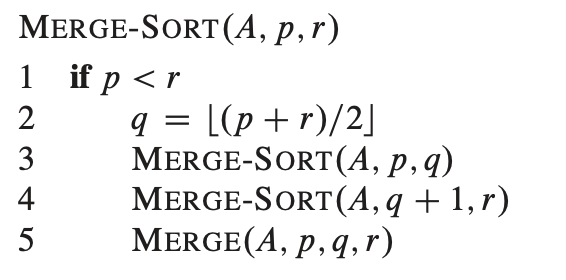 MERGE-SORT(A, p, r)
1 if p < r
2 q = ⌊(p + r)/2⌋
3 MERGE-SORT(A, p, q)
4 MERGE-SORT(A, q + 1, r)
5 MERGE(A, p, q, r)